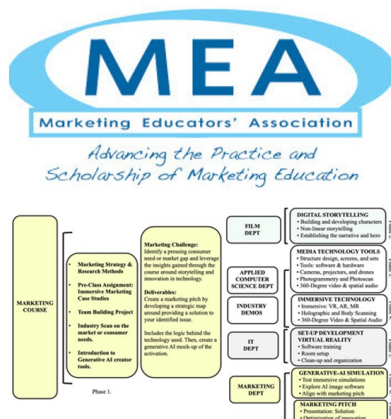 MEA
Marketing Educators' Association
Advancing the Practice and
Scholarship of Marketing Education
MARKETING
COURSE
• Marketing Strategy &
Research Methods
• Pre-Class Assignment:
Immersive Marketing
Case Studies
• Team Building Project
• Industry Scan on the
market or consumer
needs.
• Introduction to
Generative AI creator
tools.
Phase 1.
Marketing Challenge:
Identify a pressing consumer
need or market gap and leverage
the insights gained through the
course around storytelling and
innovation in technology.
Deliverables:
Create a marketing pitch by
developing a strategic map
around providing a solution to
your identified issue.
Includes the logic behind the
technology used. Then, create a
generative AI mock-up of the
activation.
FILM
DEPT
APPLIED
COMPUTER
SCIENCE DEPT
INDUSTRY
DEMOS
IT
DEPT
MARKETING
DEPT
DIGITAL STORYTELLING
• Building and developing characters
• Non-linear storytelling
• Establishing the narrative and hero
MEDIA TECHNOLOGY TOOLS
• Structure design, screens, and sets
• Tools: software & hardware
• Cameras, projectors, and drones
• Photogrammetry and Photoscan
• 360-Degree video & spatial audio
IMMERSIVE TECHNOLOGY
• Immersive: VR, AR, MR
• Holographic and Body Scanning
• 360-Degree Video & Spatial Audio
SET-UP DEVELOPMENT
VIRTUAL REALITY
• Software training
• Room setup
• Clean-up and organization
GENERATIVE-AI SIMULATION
• Test immersive simulations
• Explore AI image software
• Align with marketing pitch
MARKETING PITCH
• Presentation: Solution
• Optimization of innovation